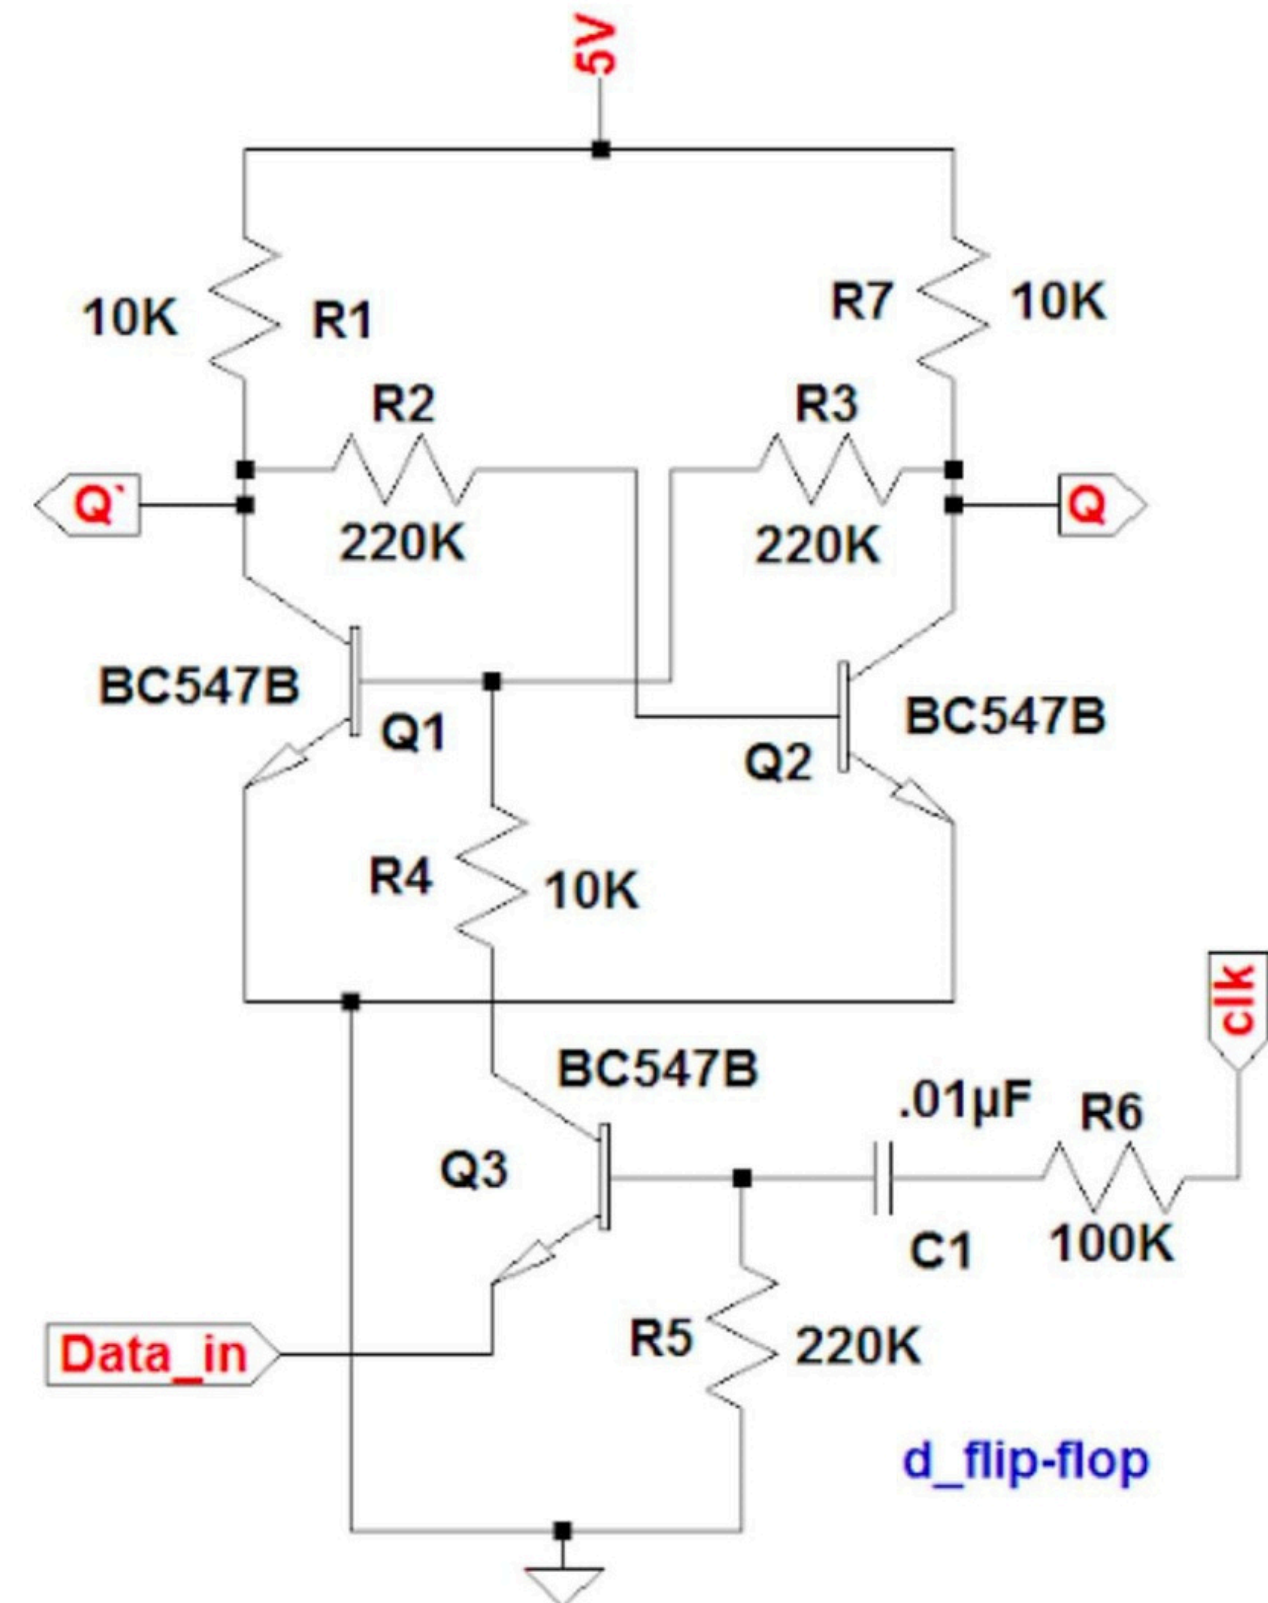 5V
10K
R1
R7
10K
R2
R3
Q`
Q
220K
220K
BC547B
Q1
BC547B
Q2
R4
10K
clk
BC547B
.01µF
R6
Q3
C1
100K
Data_in
R5
220K
d_flip-flop